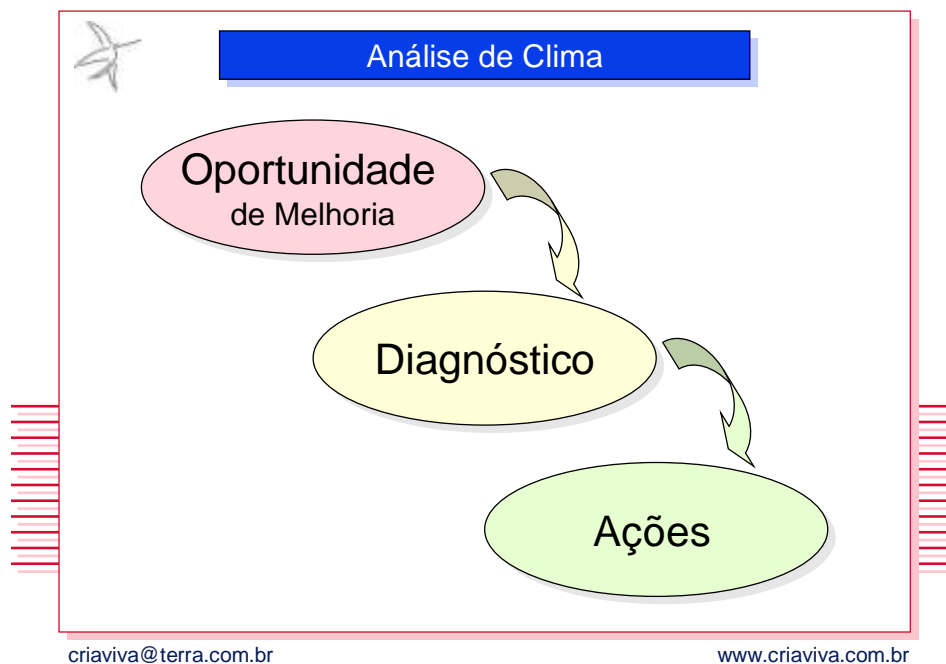 Análise de Clima
Oportunidade
de Melhoria
Diagnóstico
Ações
criaviva@terra.com.br
www.criaviva.com.br